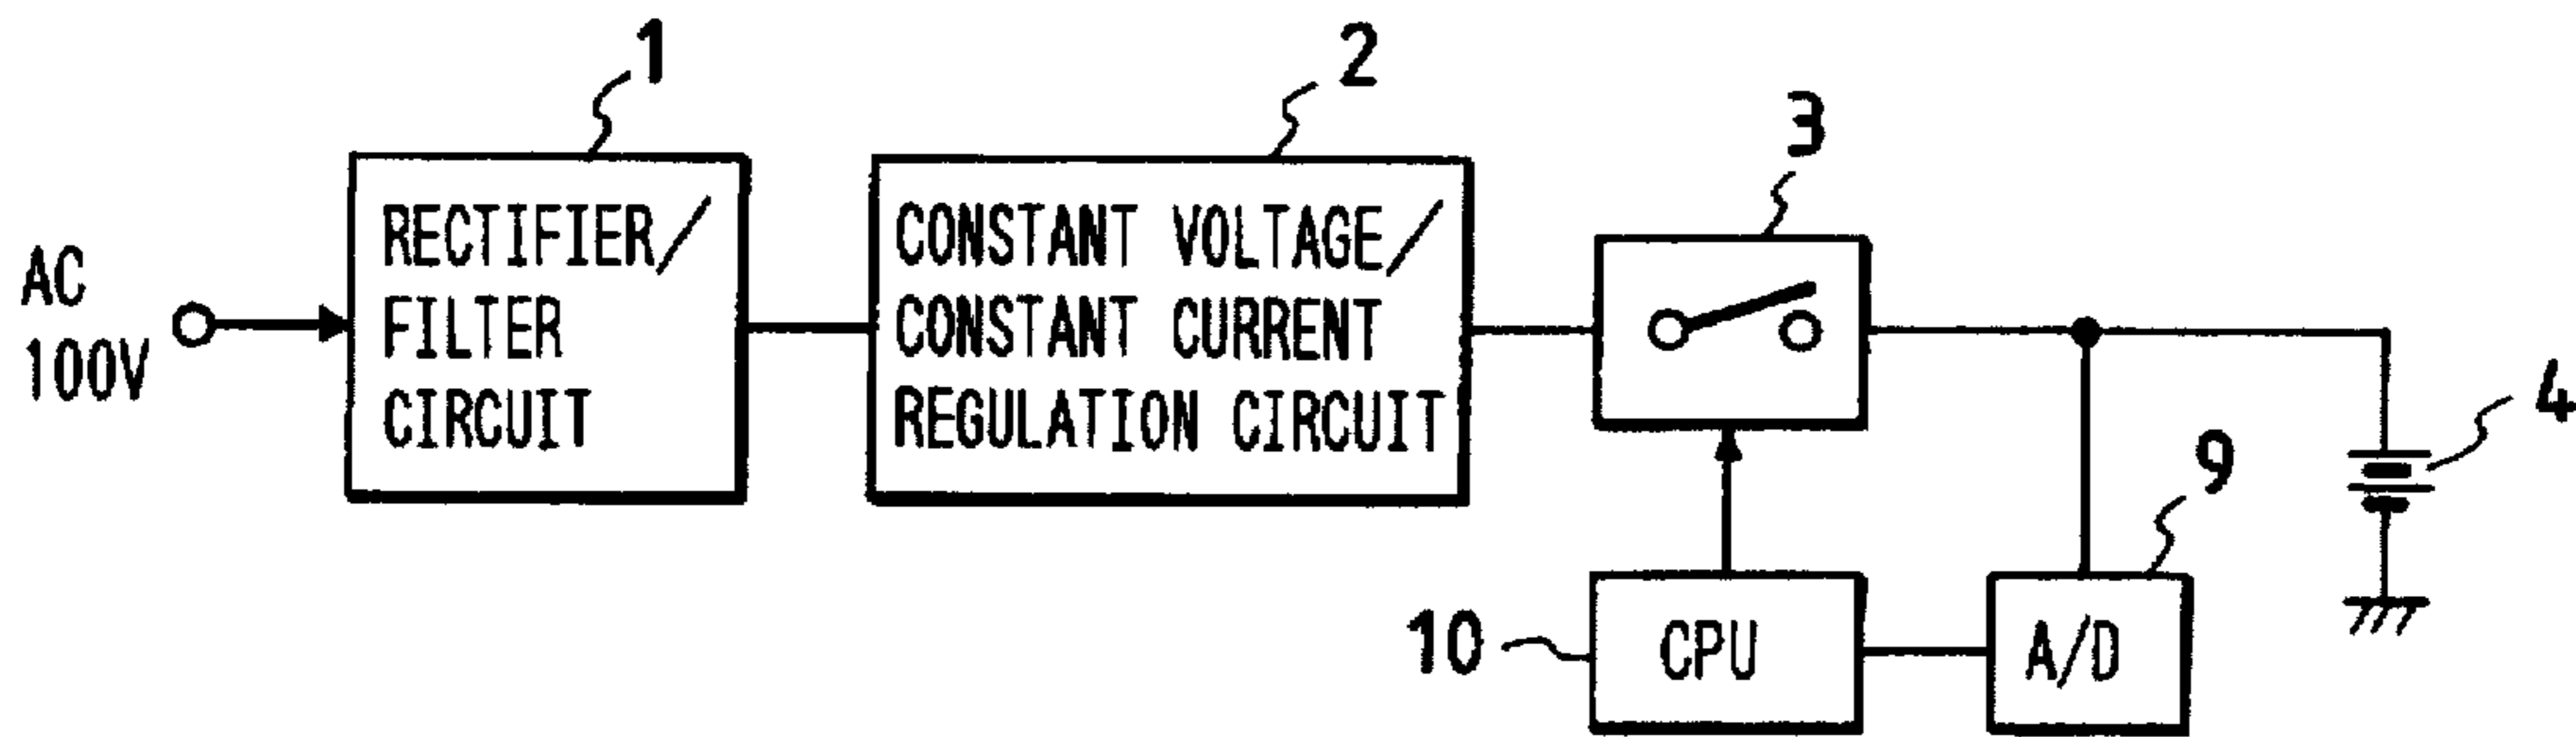 1
2
3
AC
100V
RECTIFIER/
FILTER
CIRCUIT
CONSTANT VOLTAGE/
CONSTANT CURRENT
REGULATION CIRCUIT
4
9
10
CPU
A/D